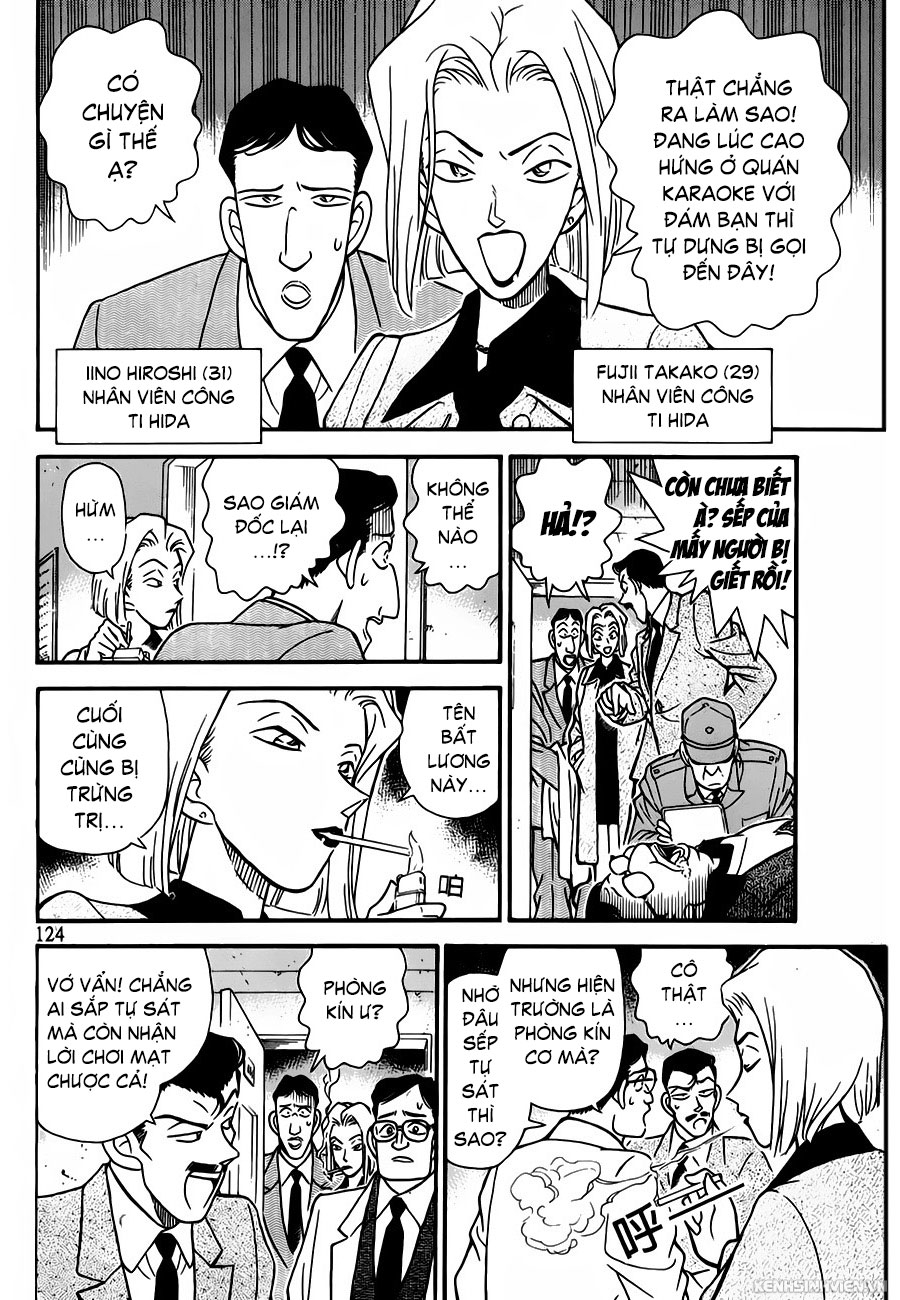 THẬT CHẲNG
RA LÀM SAO!
ĐANG LÚC CAO
HỨNG Ở QUÁN
KARAOKE VỚI
ĐÁM BẠN THÌ
TỰ DƯNG BỊ GỌI
ĐẾN ĐÂY!
CÓ
CHUYỆN
GÌ THẾ
Ạ?
FUJII TAKAKO (29)
NHÂN VIÊN CÔNG
TI HIDA
IINO HIROSHI (31)
NHÂN VIÊN CÔNG
TI HIDA
CÒN CHƯA BIẾT
À? SẾP CỦA
MẤY NGƯỜI BỊ
GIẾT RỒI!
HẢ!?
KHÔNG
THỂ
NÀO
...
SAO GIÁM
ĐỐC LẠI
...!?
HỪM
...
TÊN
BẤT
LƯƠNG
NÀY...
CUỐI
CÙNG
CŨNG BỊ
TRỪNG
TRỊ...
咱
124
CÔ
THẬT
...
NHƯNG HIỆN
TRƯỜNG LÀ
PHÒNG KÍN
CƠ MÀ?
NHỠ
ĐÂU
SẾP
TỰ
SÁT
THÌ
SAO?
呼
PHÒNG
KÍN Ư?
VỚ VẨN! CHẲNG
AI SẮP TỰ SÁT
MÀ CÒN NHẬN
LỜI CHƠI MẠT
CHƯỢC CẢ!
KENHSINHVIEN.VN